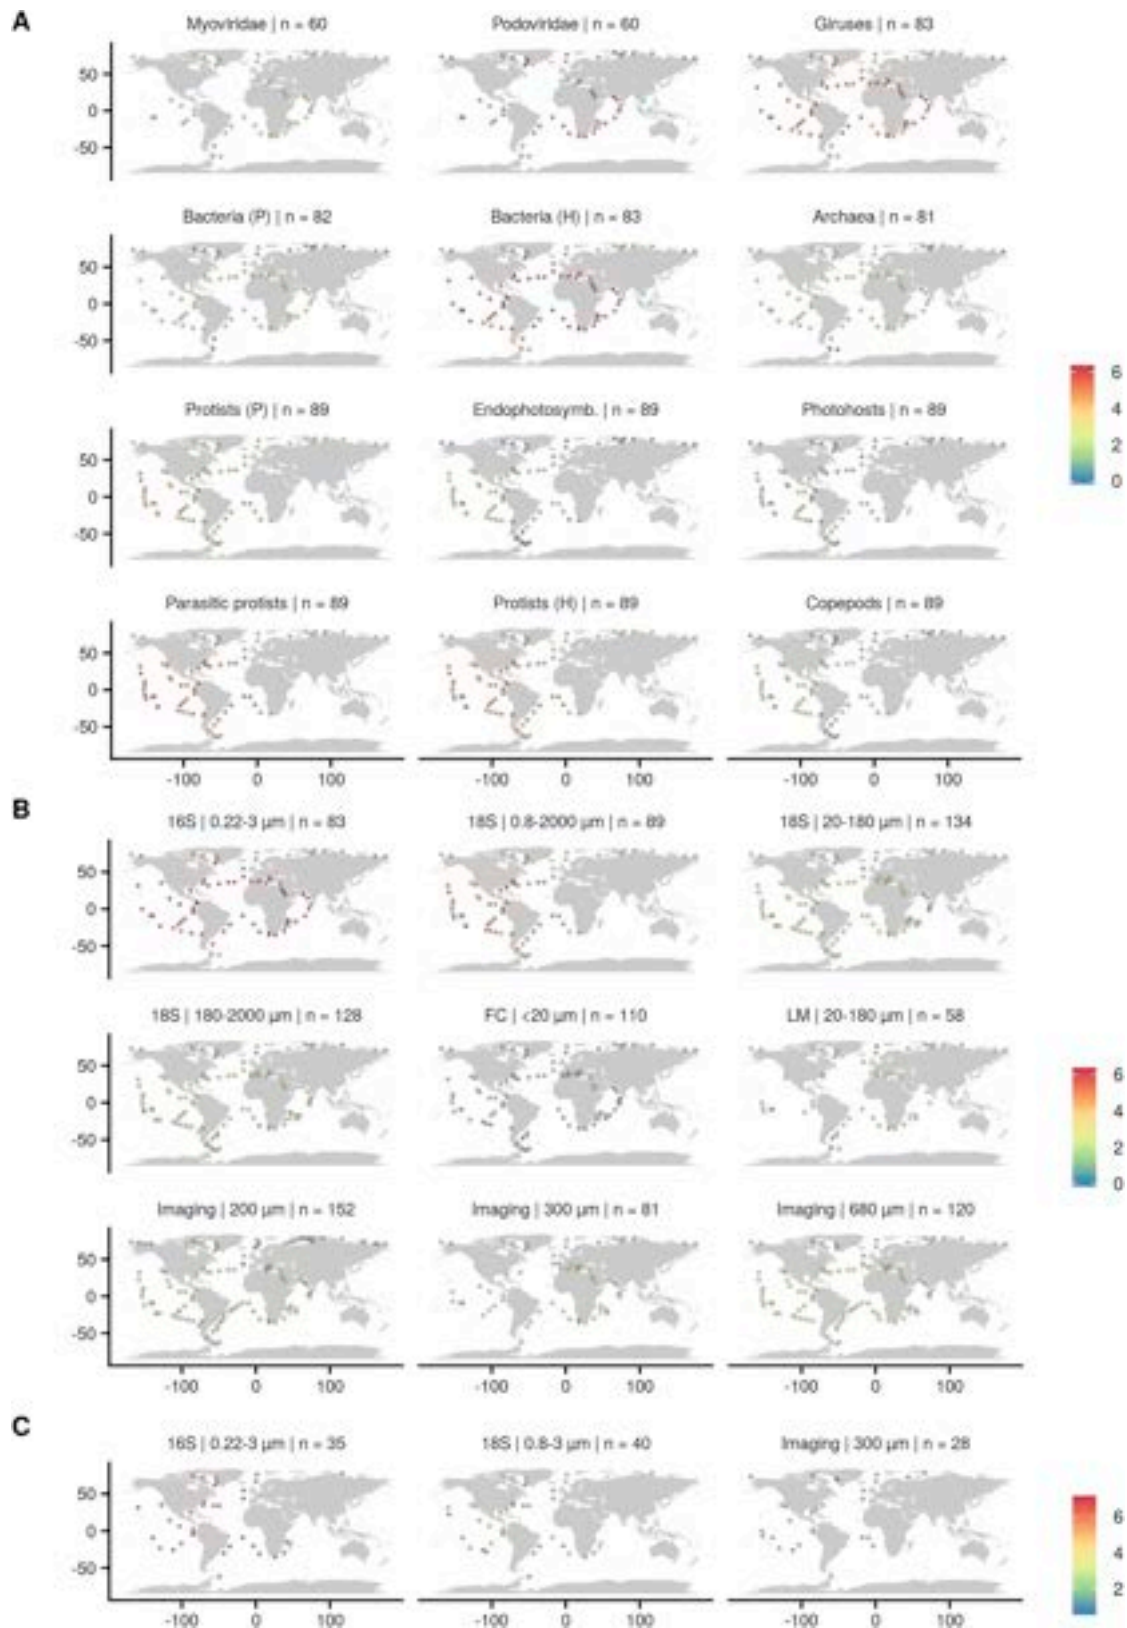 A
Myoviridae | n = 60
Podoviridae | n = 60
Giruses | n = 83
50
0
-50
Bacteria (P) | n = 82
Bacteria (H) | n = 83
Archaea | n = 81
50
0
-50
Protists (P) | n = 89
Endophotosymb. | n = 89
Photohosts | n = 89
50
0
-50
6
4
2
0
Parasitic protists | n = 89
Protists (H) | n = 89
Copepods | n = 89
50
0
-50
-100 0 100 -100 0 100 -100 0 100
B
16S | 0.22-3 µm | n = 83
18S | 0.8-2000 µm | n = 89
18S | 20-180 µm | n = 134
50
0
-50
18S | 180-2000 µm | n = 128
FC | <20 µm | n = 110
LM | 20-180 µm | n = 58
50
0
-50
6
4
2
0
Imaging | 200 µm | n = 152
Imaging | 300 µm | n = 81
Imaging | 680 µm | n = 120
50
0
-50
-100 0 100 -100 0 100 -100 0 100
C
16S | 0.22-3 µm | n = 35
18S | 0.8-3 µm | n = 40
Imaging | 300 µm | n = 28
50
0
-50
6
4
2
-100 0 100 -100 0 100 -100 0 100